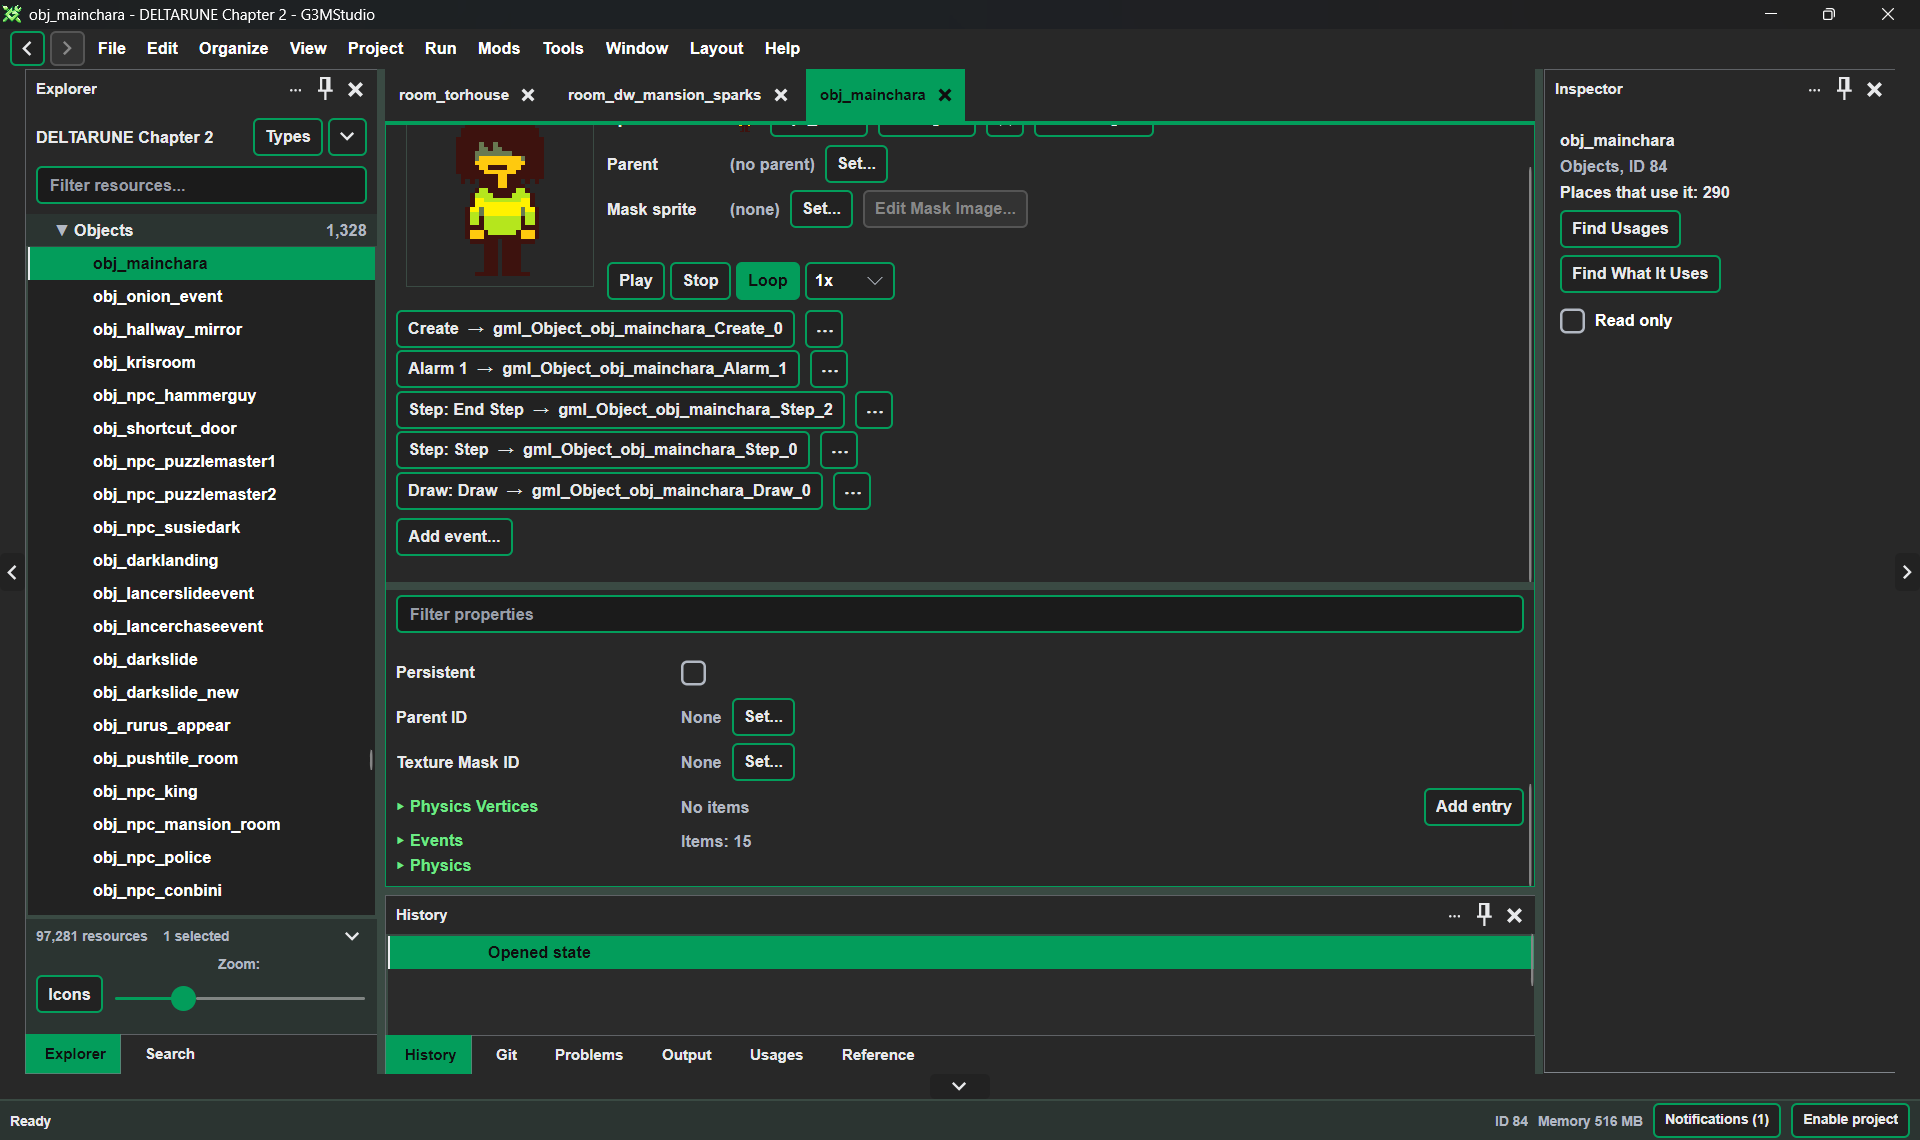 obj_mainchara - DELTARUNE Chapter 2 - G3MStudio
File Edit Organize View Project Run Mods Tools Window Layout Help
Explorer
DELTARUNE Chapter 2 Types
Filter resources...
Objects 1,328
obj_mainchara
obj_onion_event
obj_hallway_mirror
obj_krisroom
obj_npc_hammerguy
obj_shortcut_door
obj_npc_puzzlemaster1
obj_npc_puzzlemaster2
obj_npc_susiedark
obj_darklanding
obj_lancerslideevent
obj_lancerchaseevent
obj_darkslide
obj_darkslide_new
obj_rurus_appear
obj_pushtile_room
obj_npc_king
obj_npc_mansion_room
obj_npc_police
obj_npc_conbini
97,281 resources 1 selected
Zoom:
Icons
Explorer Search
room_torhouse room_dw_mansion_sparks obj_mainchara
Parent (no parent) Set...
Mask sprite (none) Set... Edit Mask Image...
Play Stop Loop 1x
Create → gml_Object_obj_mainchara_Create_0 ...
Alarm 1 → gml_Object_obj_mainchara_Alarm_1 ...
Step: End Step → gml_Object_obj_mainchara_Step_2 ...
Step: Step → gml_Object_obj_mainchara_Step_0 ...
Draw: Draw → gml_Object_obj_mainchara_Draw_0 ...
Add event...
Filter properties
Persistent
Parent ID None Set...
Texture Mask ID None Set...
Physics Vertices No items Add entry
Events Items: 15
Physics
History
Opened state
History Git Problems Output Usages Reference
Inspector
obj_mainchara
Objects, ID 84
Places that use it: 290
Find Usages
Find What It Uses
Read only
Ready
ID 84 Memory 516 MB Notifications (1) Enable project